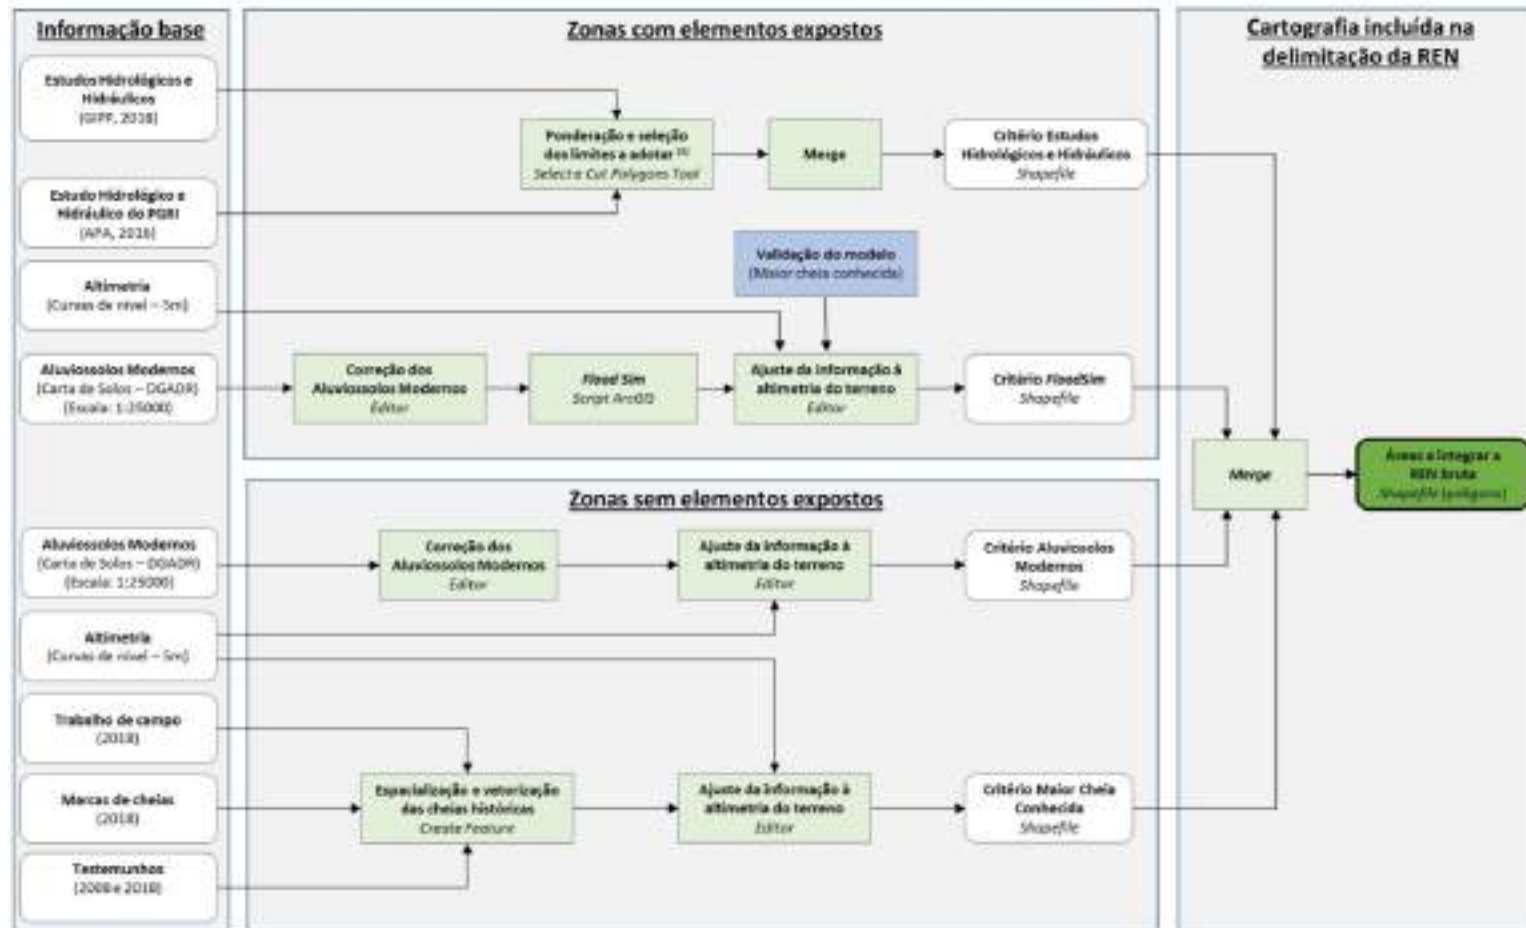 Informação base
Estudos Hidrológicos e
Hidráulicos
Estudo Hidrológico e
Hidráulico do PGRI
(APA, 2016)
Altimetria
(Curvas de nível – 5m)
Aluviossolos Modernos
(Carta de Solos – DGADR)
(Escala: 1:25000)
Aluviossolos Modernos
(Carta de Solos – DGADR)
(Escala: 1:25000)
Altimetria
(Curvas de nível – 5m)
Trabalho de campo
(2018)
Marcas de cheias
(2018)
Testemunhos
(2008 e 2018)
Zonas com elementos expostos
Ponderação e seleção
dos limites a adotar (1)
Select e Cut Polygons Tool
Merge
Critério Estudos
Hidrológicos e Hidráulicos
Shapefile
Validação do modelo
(Maior cheia conhecida)
Correção dos
Aluviossolos Modernos
Editor
Flood Sim
Script ArcGIS
Ajuste da informação à
altimetria do terreno
Editor
Critério FloodSim
Shapefile
Zonas sem elementos expostos
Correção dos
Aluviossolos Modernos
Editor
Ajuste da informação à
altimetria do terreno
Editor
Critério Aluviossolos
Modernos
Shapefile
Espacialização e vetorização
das cheias históricas
Create Feature
Ajuste da informação à
altimetria do terreno
Editor
Critério Maior Cheia
Conhecida
Shapefile
Cartografia incluída na
delimitação da REN
Merge
Áreas a integrar a
REN bruta
Shapefile (polígono)